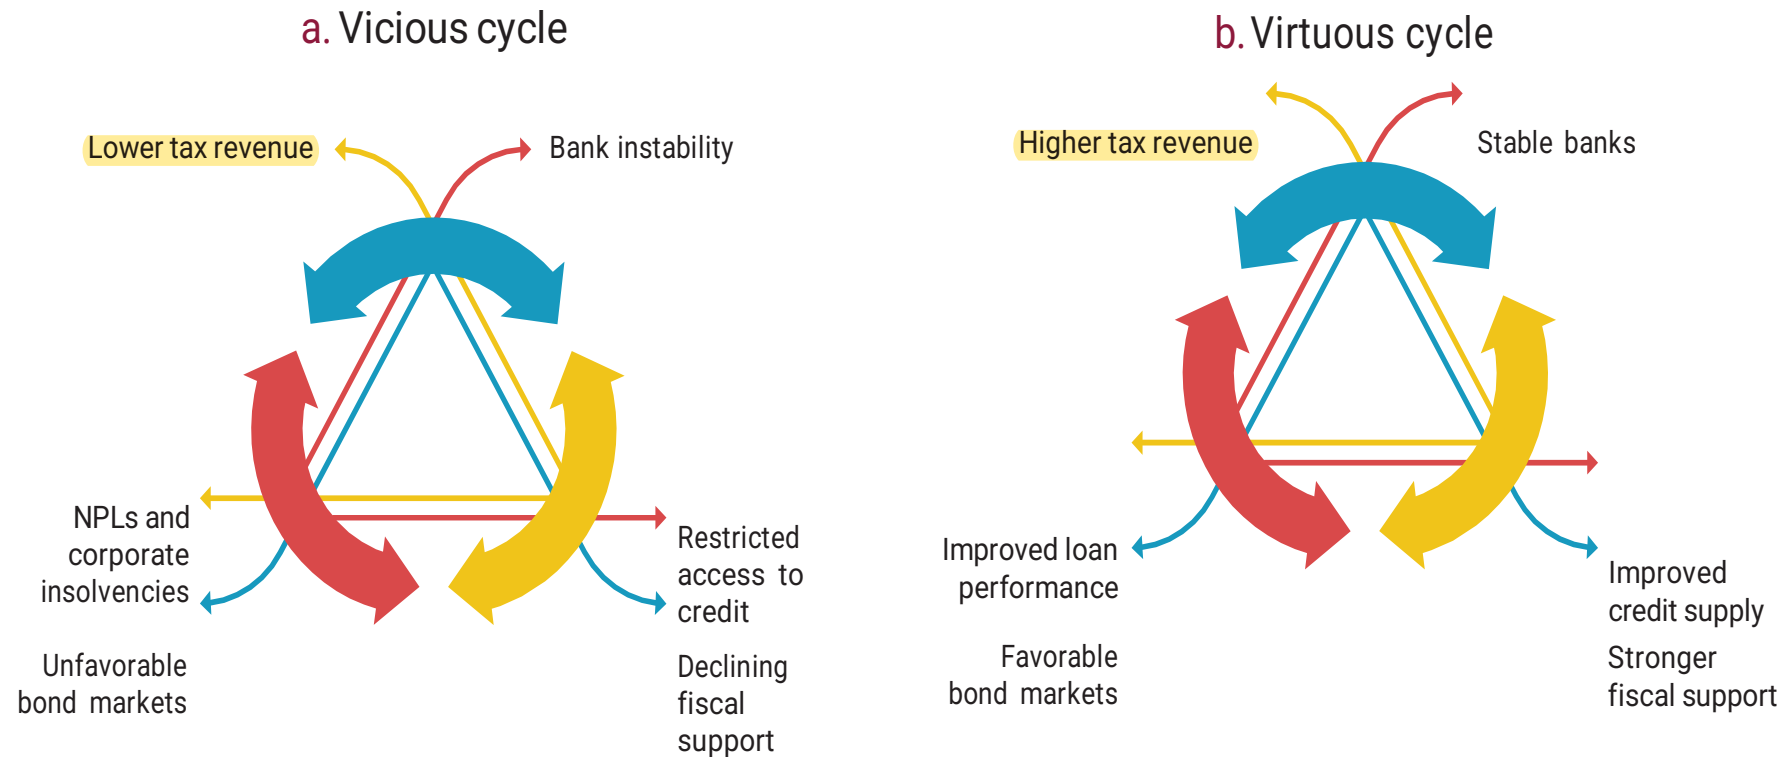 a. Vicious cycle
Lower tax revenue
Bank instability
NPLs and
corporate
insolvencies
Unfavorable
bond markets
Restricted
access to
credit
Declining
fiscal
support
b. Virtuous cycle
Higher tax revenue
Stable banks
Improved loan
performance
Favorable
bond markets
Improved
credit supply
Stronger
fiscal support